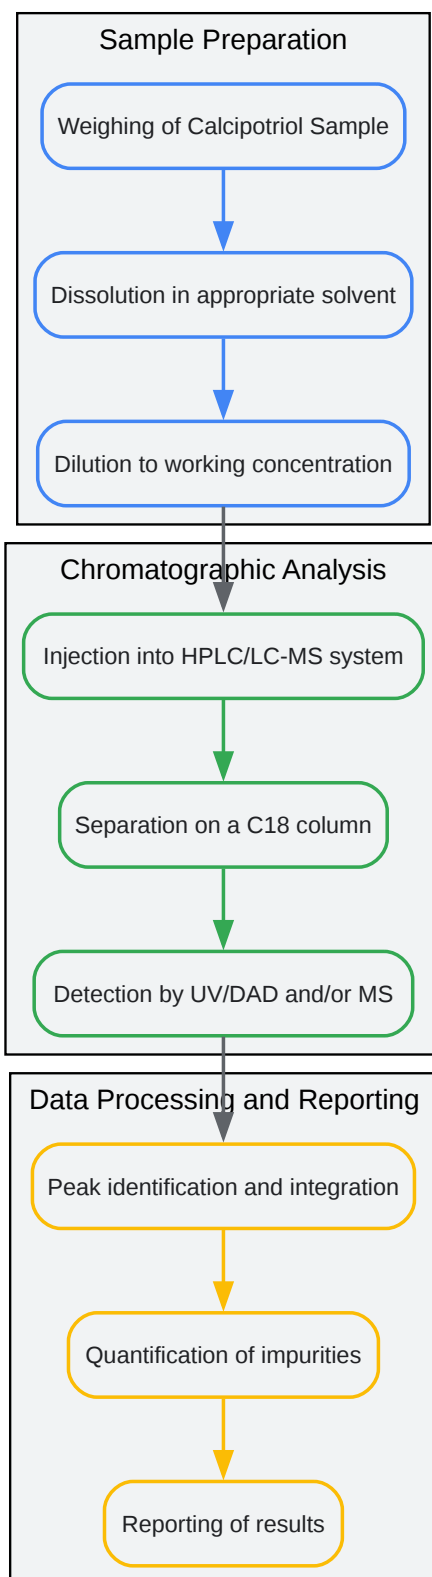 Sample Preparation
Weighing of Calcipotriol Sample
Dissolution in appropriate solvent
Dilution to working concentration
Chromatographic Analysis
Injection into HPLC/LC-MS system
Separation on a C18 column
Detection by UV/DAD and/or MS
Data Processing and Reporting
Peak identification and integration
Quantification of impurities
Reporting of results